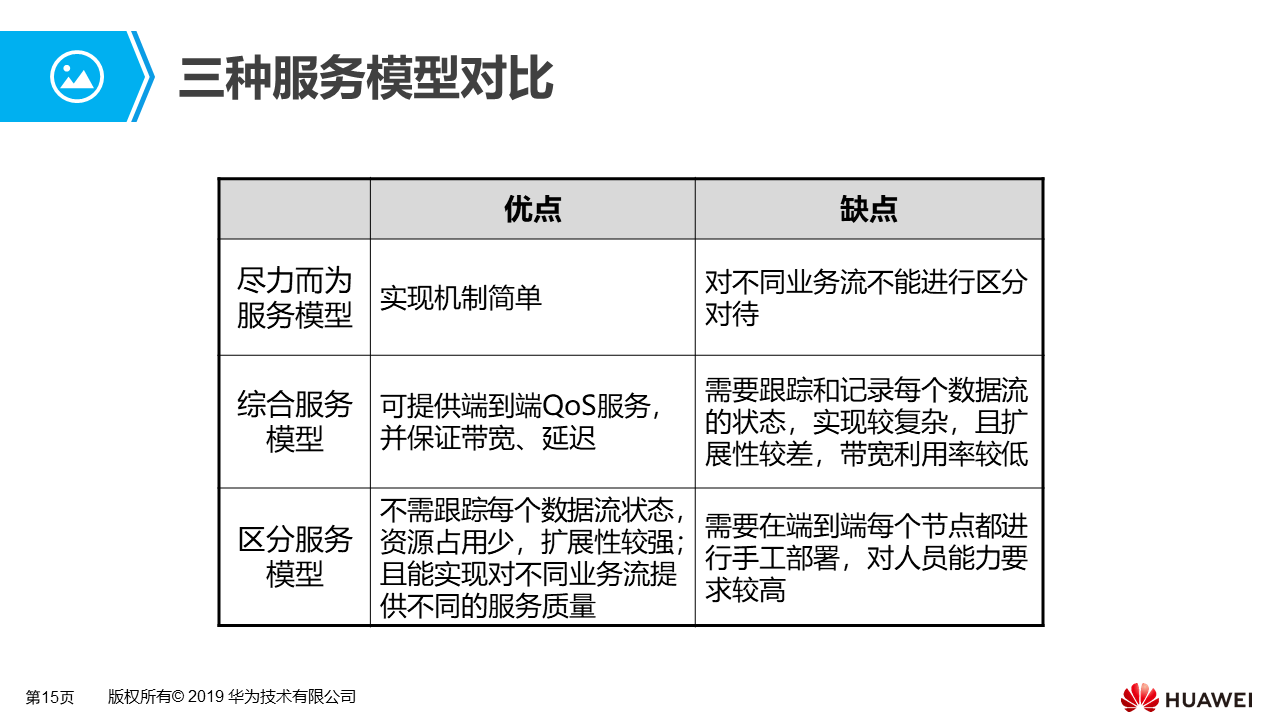 三种服务模型对比
优点
缺点
尽力而为
服务模型
实现机制简单
对不同业务流不能进行区分
对待
综合服务
模型
可提供端到端QoS服务，
并保证带宽、延迟
需要跟踪和记录每个数据流
的状态，实现较复杂，且扩
展性较差，带宽利用率较低
区分服务
模型
不需跟踪每个数据流状态，
资源占用少，扩展性较强；
且能实现对不同业务流提
供不同的服务质量
需要在端到端每个节点都进
行手工部署，对人员能力要
求较高
第15页
版权所有© 2019 华为技术有限公司
HUAWEI